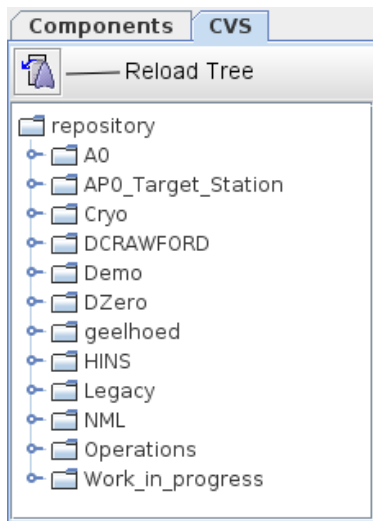 Components CVS
Reload Tree
repository
A0
AP0_Target_Station
Cryo
DCRAWFORD
Demo
DZero
geelhoed
HINS
Legacy
NML
Operations
Work_in_progress